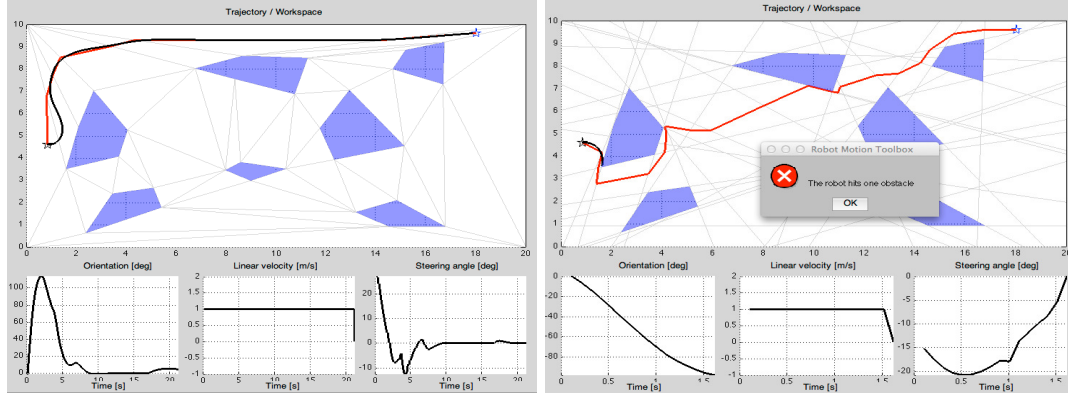 Trajectory / Workspace
10
9
8
7
6
5
4
3
2
1
0
0 2 4 6 8 10 12 14 16 18 20
Orientation [deg]
100
80
60
40
20
0
0 5 10 15 20
Time [s]
Linear velocity [m/s]
2
1.5
1
0.5
0
-0.5
-1
0 5 10 15 20
Time [s]
Steering angle [deg]
20
10
0
-10
0 5 10 15 20
Time [s]
Trajectory / Workspace
10
9
8
7
6
5
4
3
2
1
0
0 2 4 6 8 10 12 14 16 18 20
Robot Motion Toolbox
The robot hits one obstacle
OK
Orientation [deg]
0
-20
-40
-60
-80
0 0.5 1 1.5
Time [s]
Linear velocity [m/s]
2
1.5
1
0.5
0
-0.5
-1
0 0.5 1 1.5
Time [s]
Steering angle [deg]
0
-5
-10
-15
-20
0 0.5 1 1.5
Time [s]